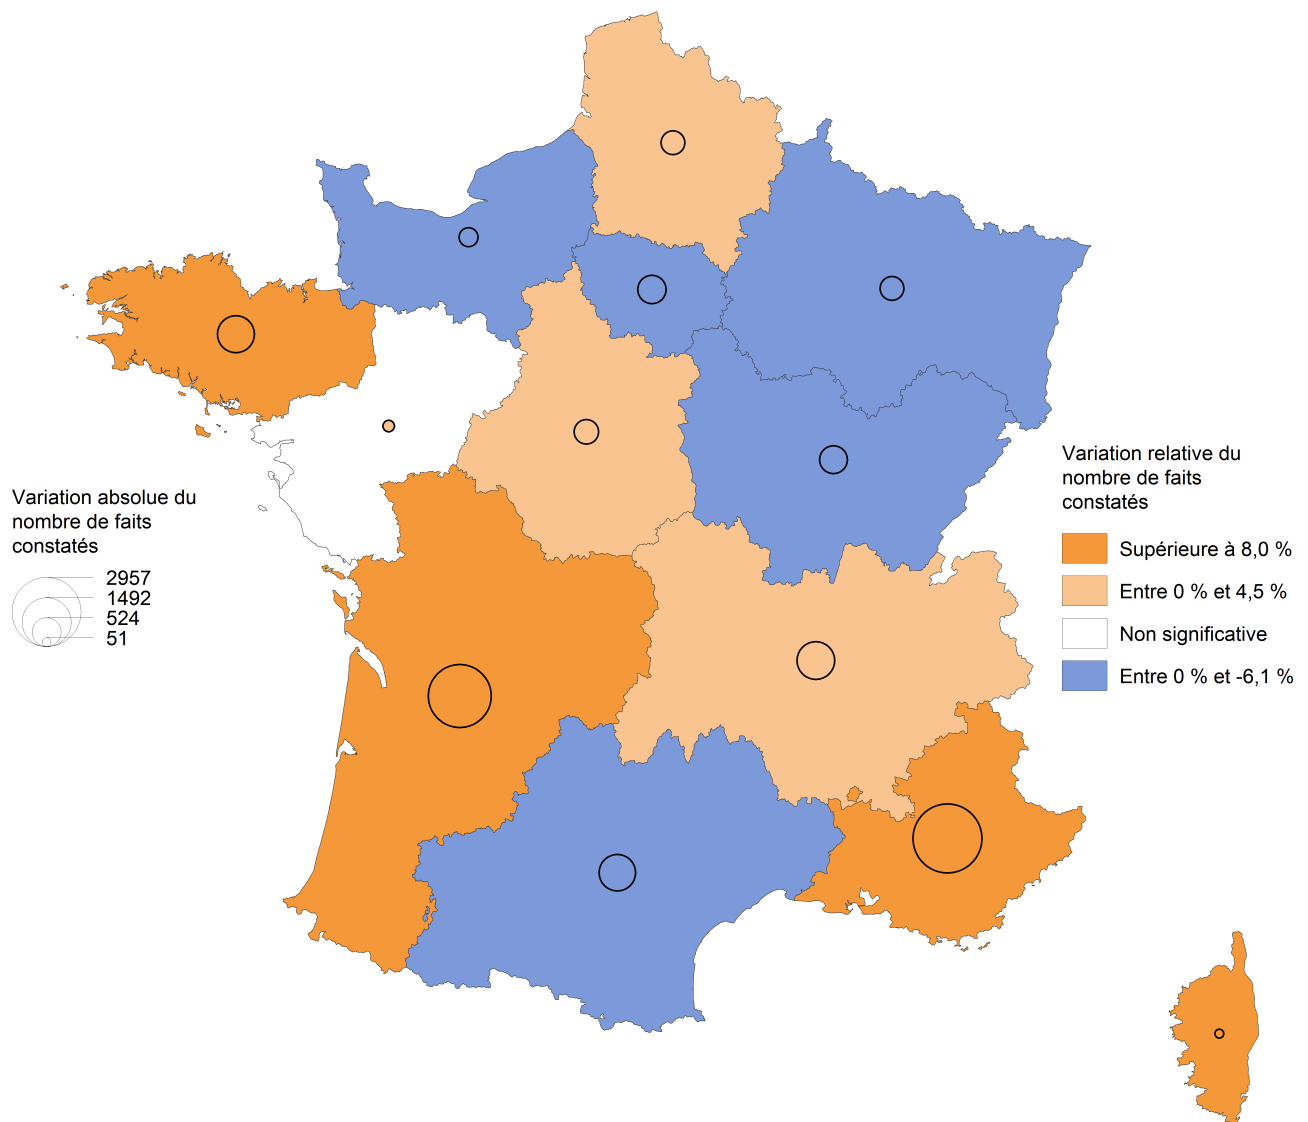 Variation absolue du
nombre de faits
constatés
2957
1492
524
51
Variation relative du
nombre de faits
constatés
Supérieure à 8,0 %
Entre 0 % et 4,5 %
Non significative
Entre 0 % et -6,1 %